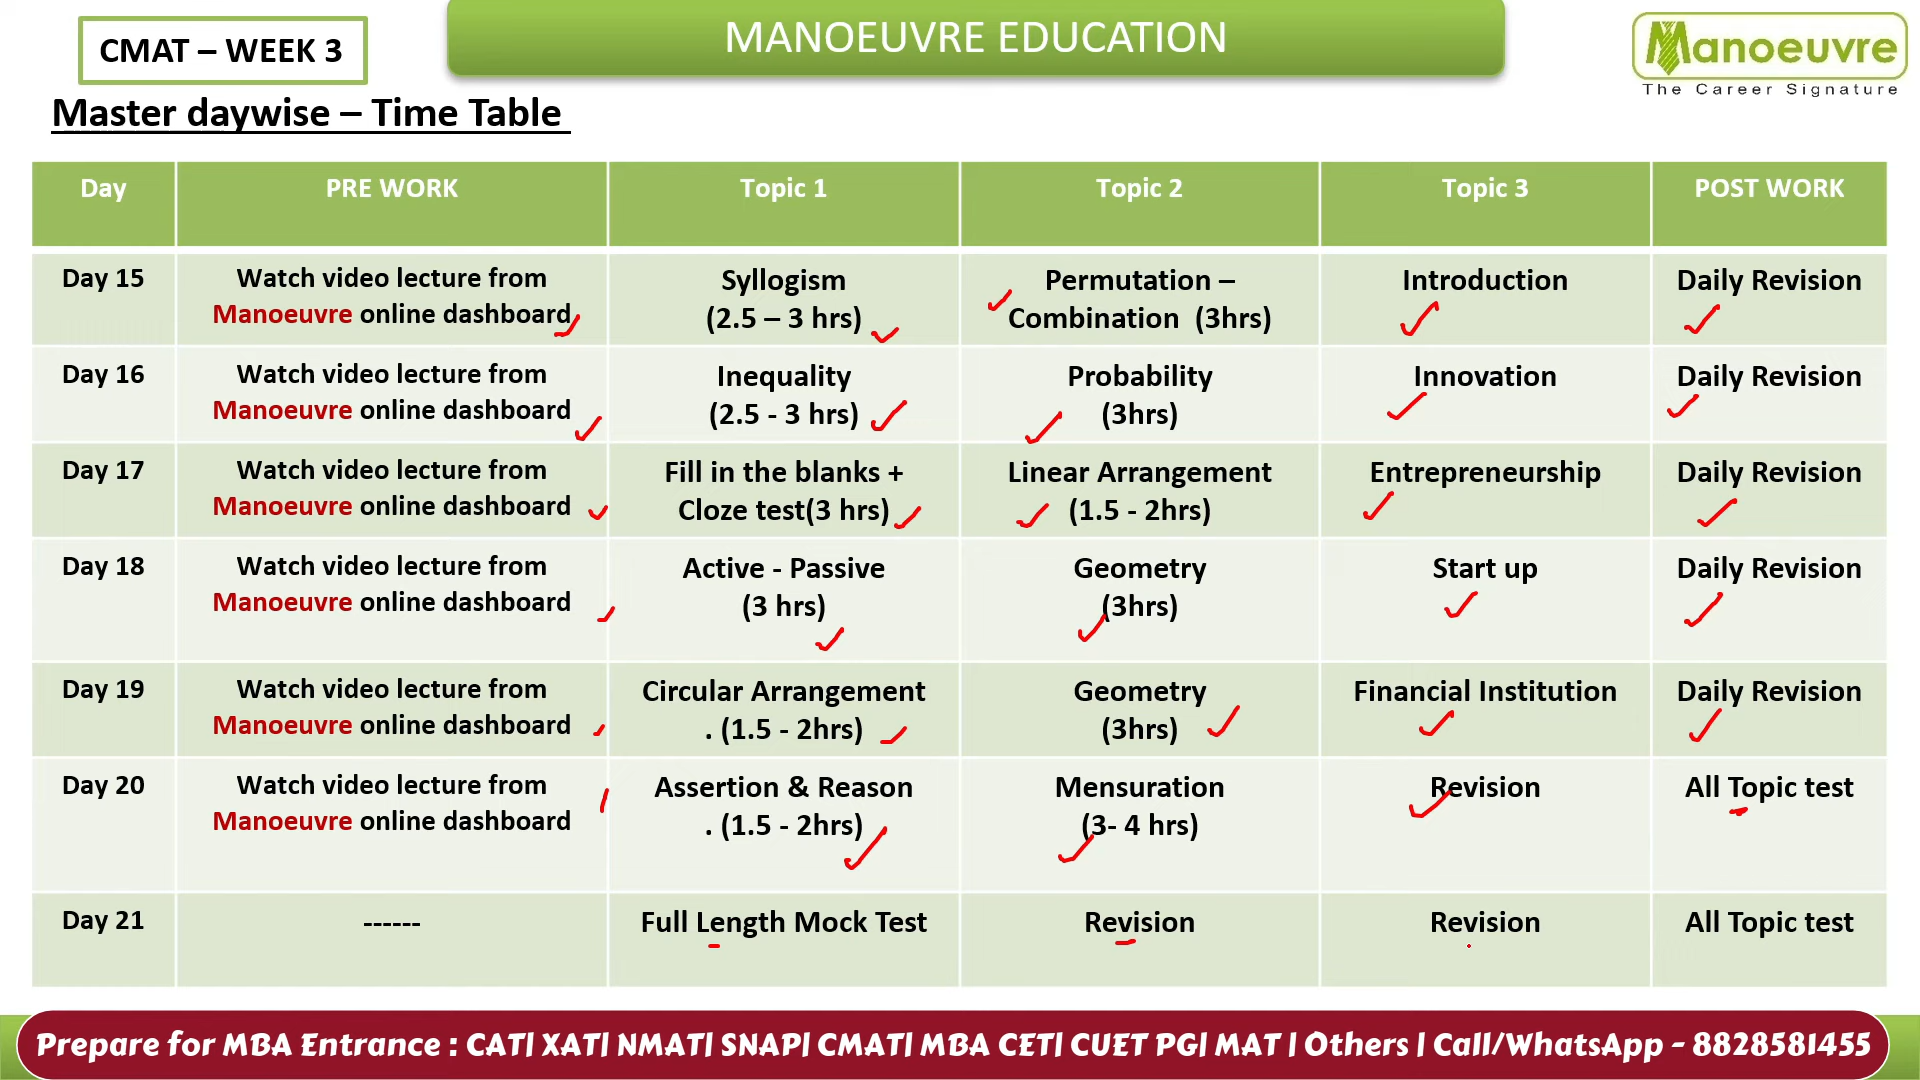 CMAT – WEEK 3
MANOEUVRE EDUCATION
Manoeuvre
The Career Signature
Master daywise – Time Table
Day
PRE WORK
Topic 1
Topic 2
Topic 3
POST WORK
Day 15
Watch video lecture from
Manoeuvre online dashboard
Syllogism
(2.5 – 3 hrs)
Permutation –
Combination (3hrs)
Introduction
Daily Revision
Day 16
Watch video lecture from
Manoeuvre online dashboard
Inequality
(2.5 - 3 hrs)
Probability
(3hrs)
Innovation
Daily Revision
Day 17
Watch video lecture from
Manoeuvre online dashboard
Fill in the blanks +
Cloze test(3 hrs)
Linear Arrangement
(1.5 - 2hrs)
Entrepreneurship
Daily Revision
Day 18
Watch video lecture from
Manoeuvre online dashboard
Active - Passive
(3 hrs)
Geometry
(3hrs)
Start up
Daily Revision
Day 19
Watch video lecture from
Manoeuvre online dashboard
Circular Arrangement
. (1.5 - 2hrs)
Geometry
(3hrs)
Financial Institution
Daily Revision
Day 20
Watch video lecture from
Manoeuvre online dashboard
Assertion & Reason
. (1.5 - 2hrs)
Mensuration
(3- 4 hrs)
Revision
All Topic test
Day 21
------
Full Length Mock Test
Revision
Revision
All Topic test
Prepare for MBA Entrance : CAT| XAT| NMAT| SNAP| CMAT| MBA CET| CUET PG| MAT | Others | Call/WhatsApp - 8828581455